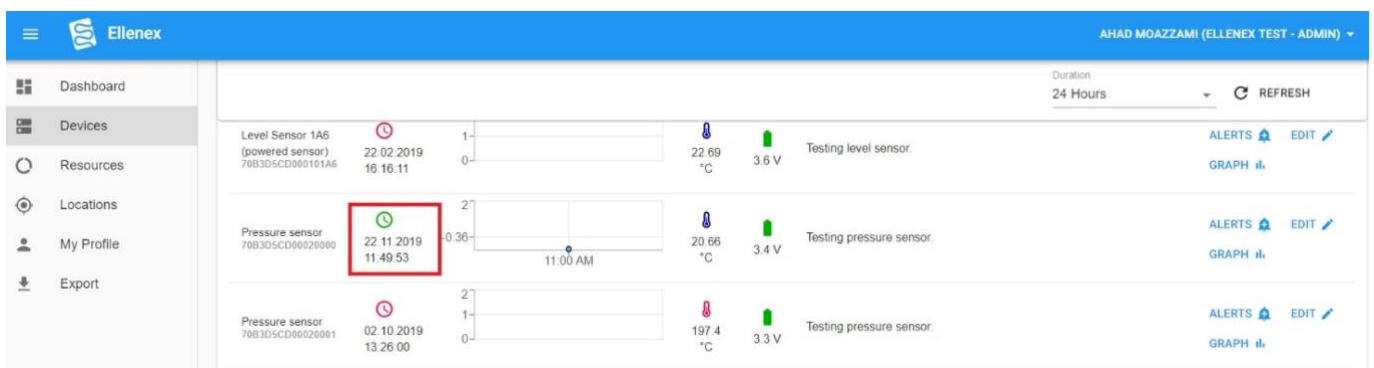 Ellenex
AHAD MOAZZAMI (ELLENEX TEST - ADMIN)
Dashboard
Devices
Resources
Locations
My Profile
Export
Duration
24 Hours
REFRESH
Level Sensor 1A6
(powered sensor)
70B3D5CD000101A6
22.02.2019
16:16:11
1
0
22.69
°C
3.6 V
Testing level sensor.
ALERTS
EDIT
GRAPH
Pressure sensor
70B3D5CD00020000
22.11.2019
11:49:53
2
-0.36
11:00 AM
20.66
°C
3.4 V
Testing pressure sensor.
ALERTS
EDIT
GRAPH
Pressure sensor
70B3D5CD00020001
02.10.2019
13:26:00
2
1
0
197.4
°C
3.3 V
Testing pressure sensor.
ALERTS
EDIT
GRAPH